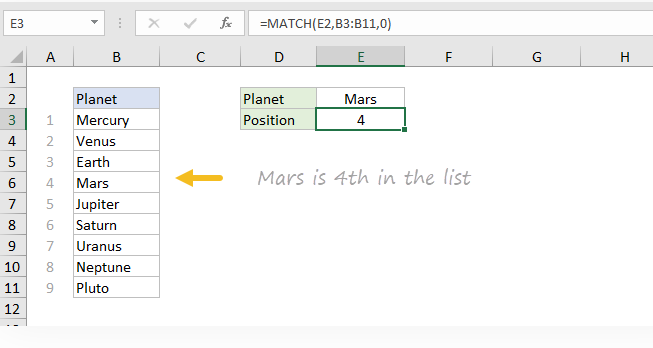 E3 fx =MATCH(E2,B3:B11,0)
A B C D E F G H
1
2 Planet Planet Mars
3 1 Mercury Position 4
4 2 Venus
5 3 Earth
6 4 Mars Mars is 4th in the list
7 5 Jupiter
8 6 Saturn
9 7 Uranus
10 8 Neptune
11 9 Pluto
12